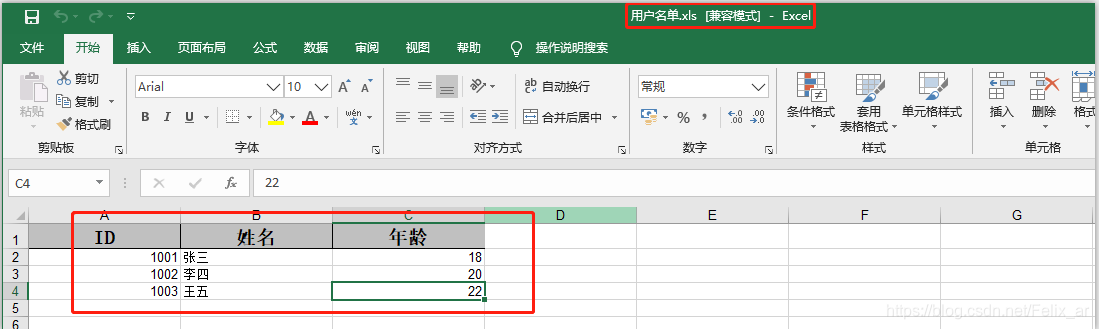 用户名单.xls [兼容模式] - Excel
文件 开始 插入 页面布局 公式 数据 审阅 视图 帮助 操作说明搜索
粘贴 剪切 复制 格式刷 剪贴板
Arial 10 A A B I U A wén 文 字体
ab 自动换行 合并后居中 对齐方式
常规 % , .00 .00 数字
条件格式 套用 表格格式 单元格样式 样式
插入 删除 格式 单元格
C4 fx 22
A B C D E F G
1 ID 姓名 年龄
2 1001 张三 18
3 1002 李四 20
4 1003 王五 22
5
6
https://blog.csdn.net/Felix_ar